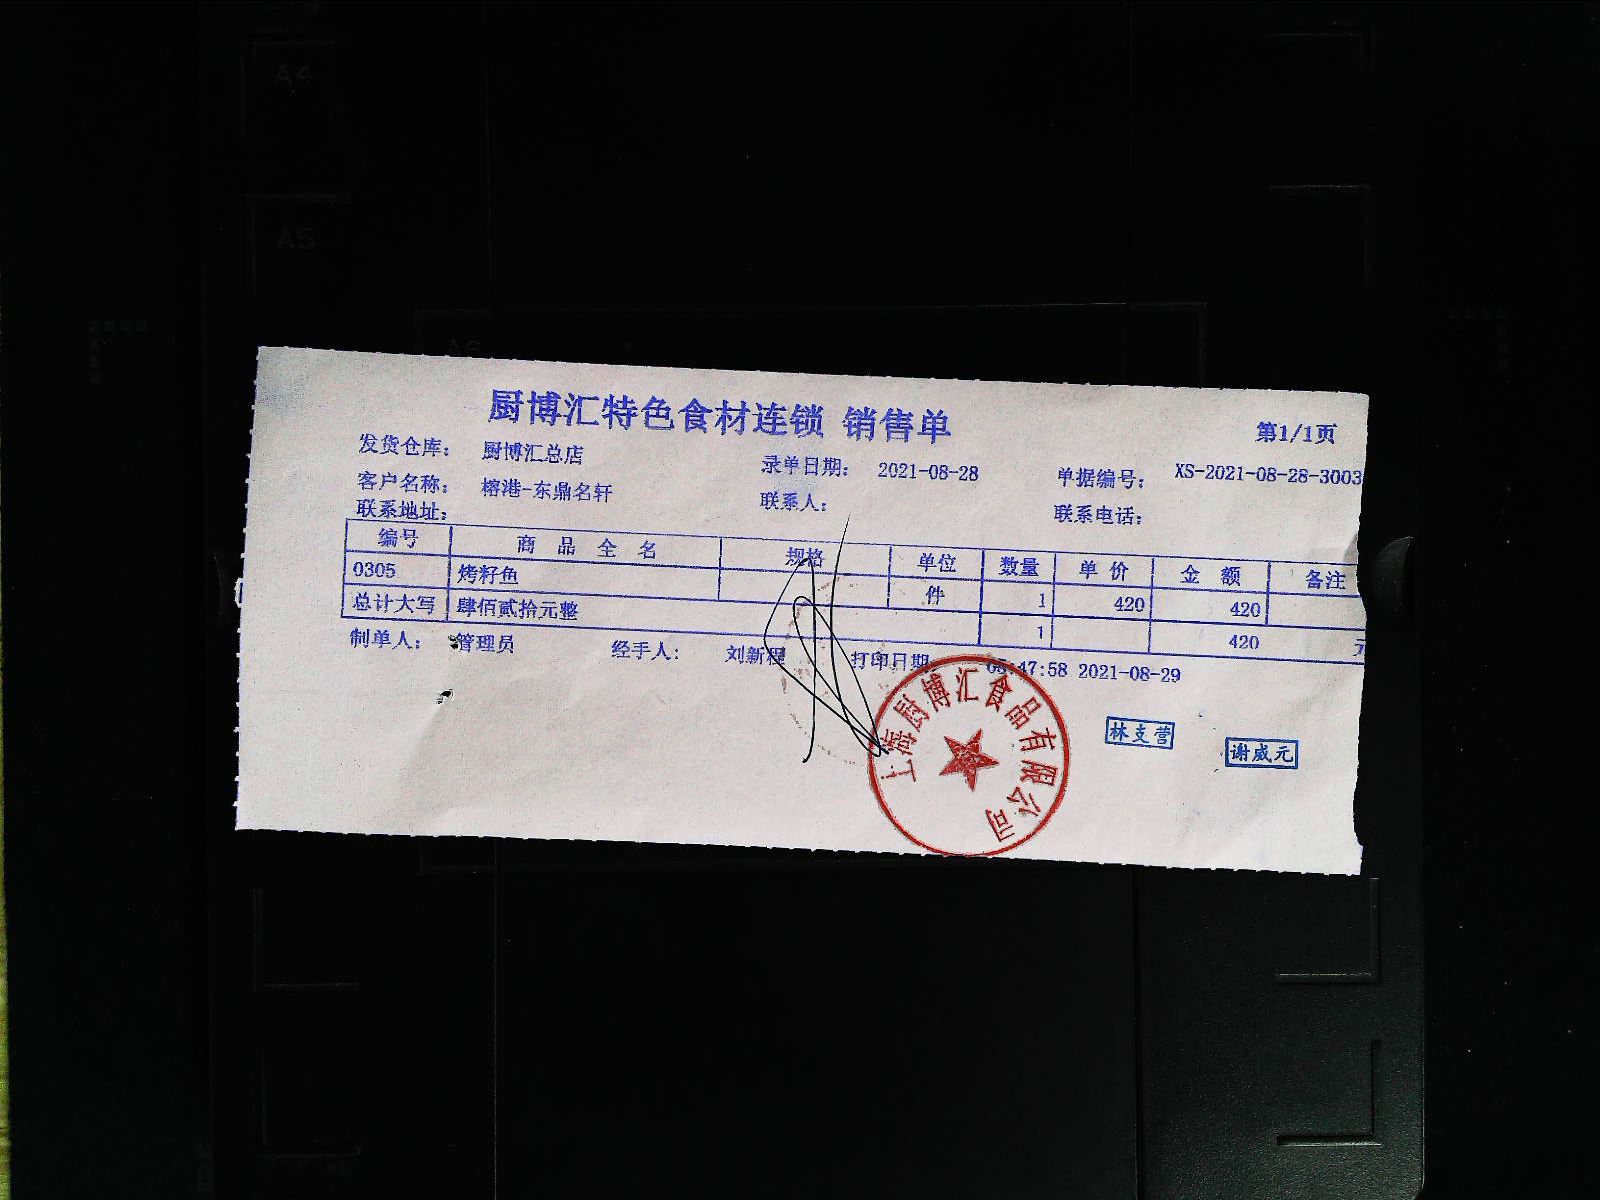 A4
A5
A6
厨博汇特色食材连锁 销售单
第1/1页
发货仓库： 厨博汇总店 录单日期： 2021-08-28 单据编号： XS-2021-08-28-3003
客户名称： 榕港-东鼎名轩 联系人： 联系电话：
联系地址：
编号 商品全名 规格 单位 数量 单价 金额 备注
0305 烤籽鱼 件 1 420 420
总计大写 肆佰贰拾元整 1 420 元
制单人： 管理员 经手人： 刘新程 打印日期 :47:58 2021-08-29
上海厨博汇食品有限公司
林支营
谢威元